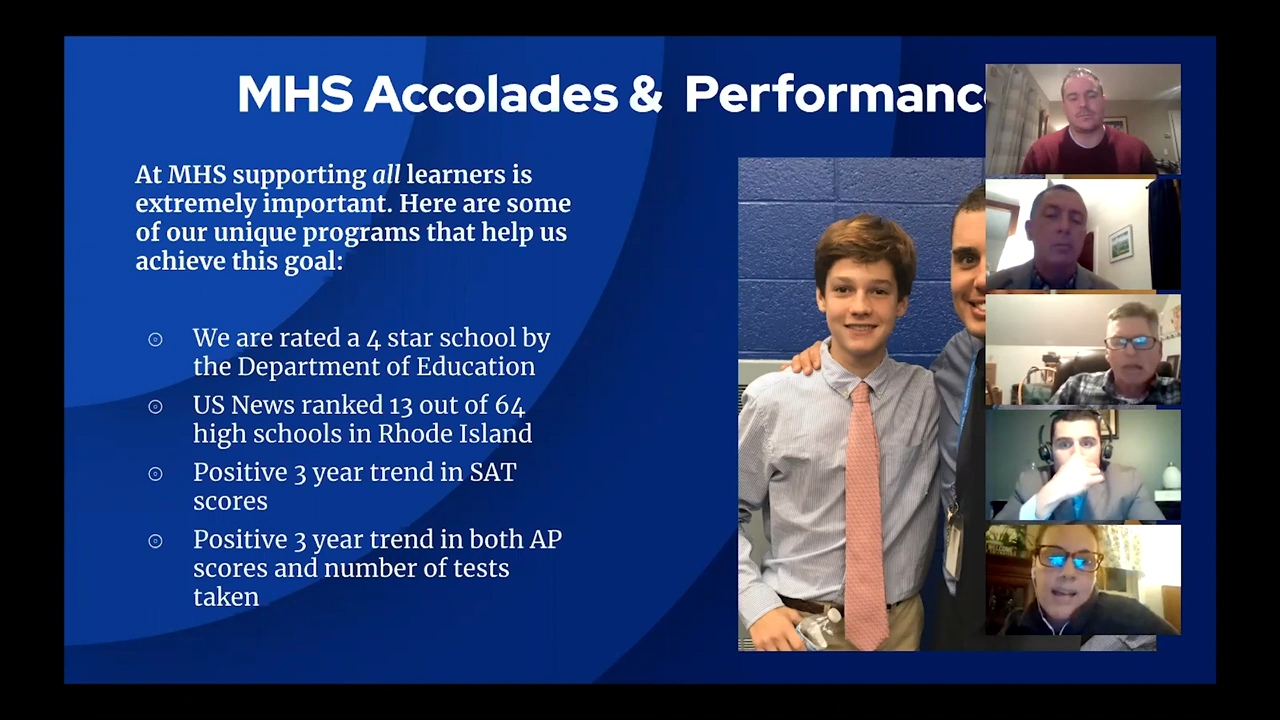 MHS Accolades & Performanc
At MHS supporting all learners is
extremely important. Here are some
of our unique programs that help us
achieve this goal:
We are rated a 4 star school by
the Department of Education
US News ranked 13 out of 64
high schools in Rhode Island
Positive 3 year trend in SAT
scores
Positive 3 year trend in both AP
scores and number of tests
taken